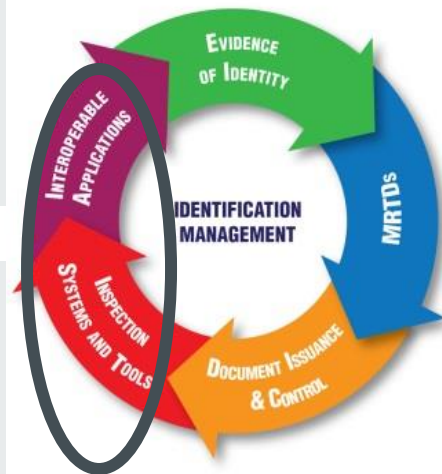 EVIDENCE
OF IDENTITY
MRTDS
DOCUMENT ISSUANCE
& CONTROL
INSPECTION
SYSTEMS AND TOOLS
INTEROPERABLE
APPLICATIONS
IDENTIFICATION
MANAGEMENT